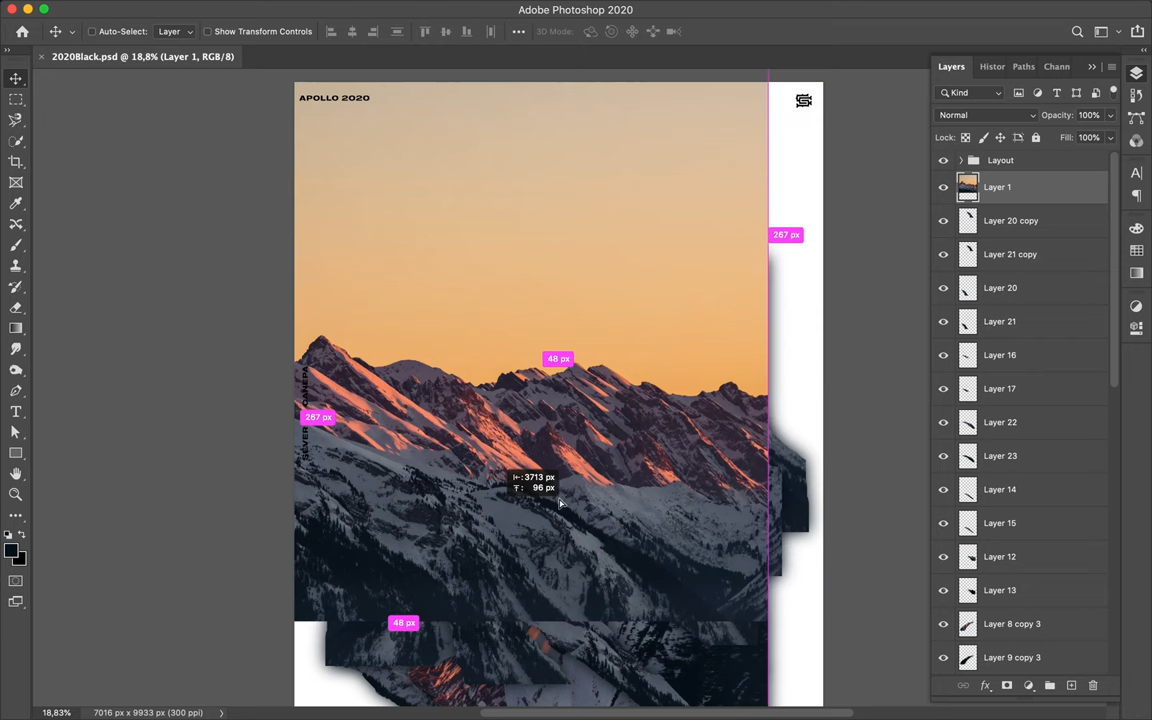 Adobe Photoshop 2020
Auto-Select: Layer Show Transform Controls ••• 3D Mode:
2020Black.psd @ 18,8% (Layer 1, RGB/8)
Layers Histor Paths Chann
Kind
Normal Opacity: 100%
Lock: Fill: 100%
Layout
Layer 1
Layer 20 copy
Layer 21 copy
Layer 20
Layer 21
Layer 16
Layer 17
Layer 22
Layer 23
Layer 14
Layer 15
Layer 12
Layer 13
Layer 8 copy 3
Layer 9 copy 3
APOLLO 2020
267 px
48 px
267 px
CANEPA
3713 px
96 px
48 px
18,83% 7016 px x 9933 px (300 ppi)